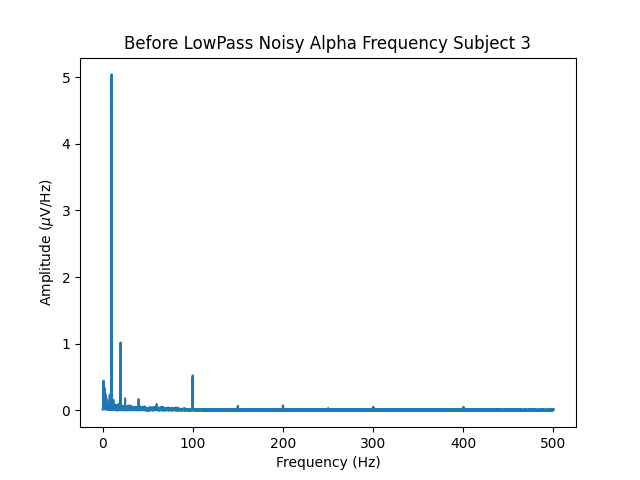 Before LowPass Noisy Alpha Frequency Subject 3
5
4
3
2
1
0
Amplitude (μV/Hz)
0 100 200 300 400 500
Frequency (Hz)